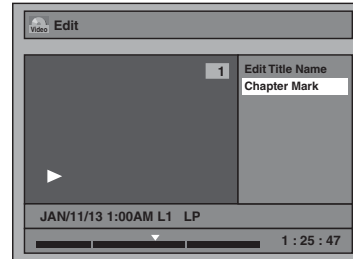 Video Edit
1
Edit Title Name
Chapter Mark
JAN/11/13 1:00AM L1 LP
1 : 25 : 47